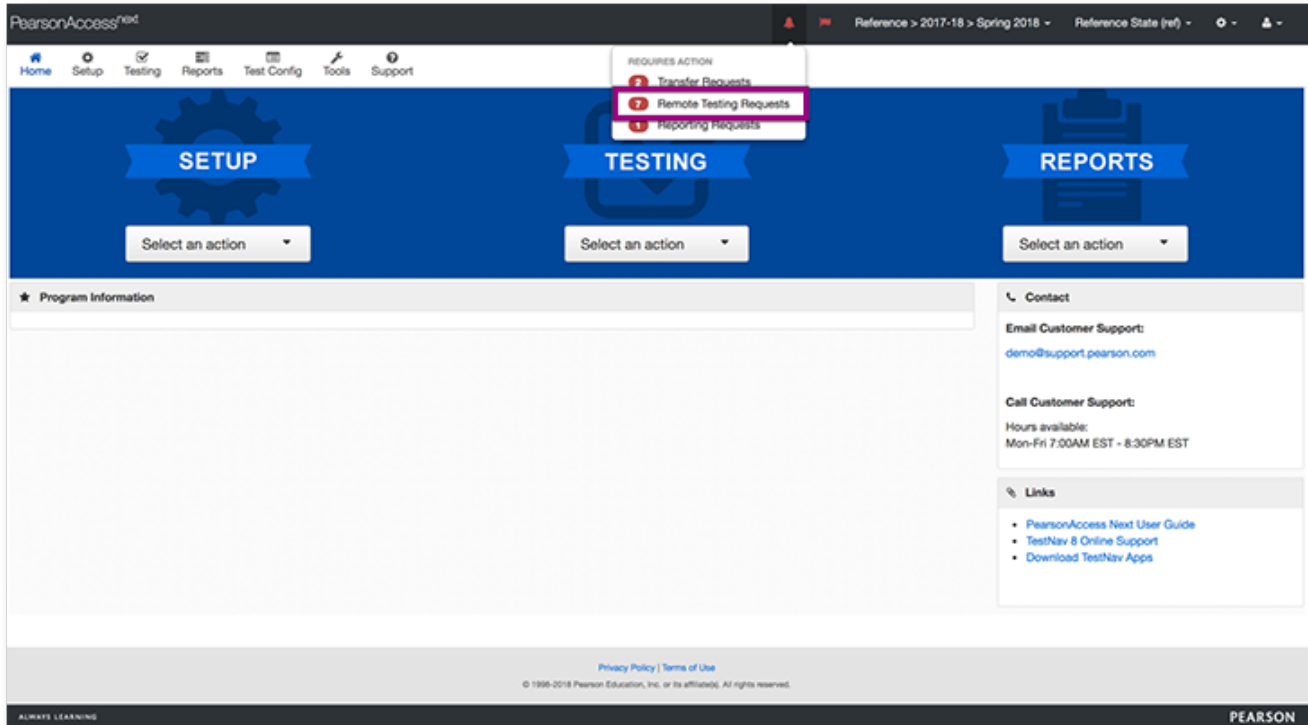 PearsonAccessnext
Reference > 2017-18 > Spring 2018
Reference State (ref)
Home
Setup
Testing
Reports
Test Config
Tools
Support
REQUIRES ACTION
2 Transfer Requests
7 Remote Testing Requests
1 Reporting Requests
SETUP
TESTING
REPORTS
Select an action
Select an action
Select an action
Program Information
Contact
Email Customer Support:
demo@support.pearson.com
Call Customer Support:
Hours available:
Mon-Fri 7:00AM EST - 8:30PM EST
Links
PearsonAccess Next User Guide
TestNav 8 Online Support
Download TestNav Apps
Privacy Policy | Terms of Use
© 1998-2018 Pearson Education, Inc. or its affiliate(s). All rights reserved.
ALWAYS LEARNING
PEARSON